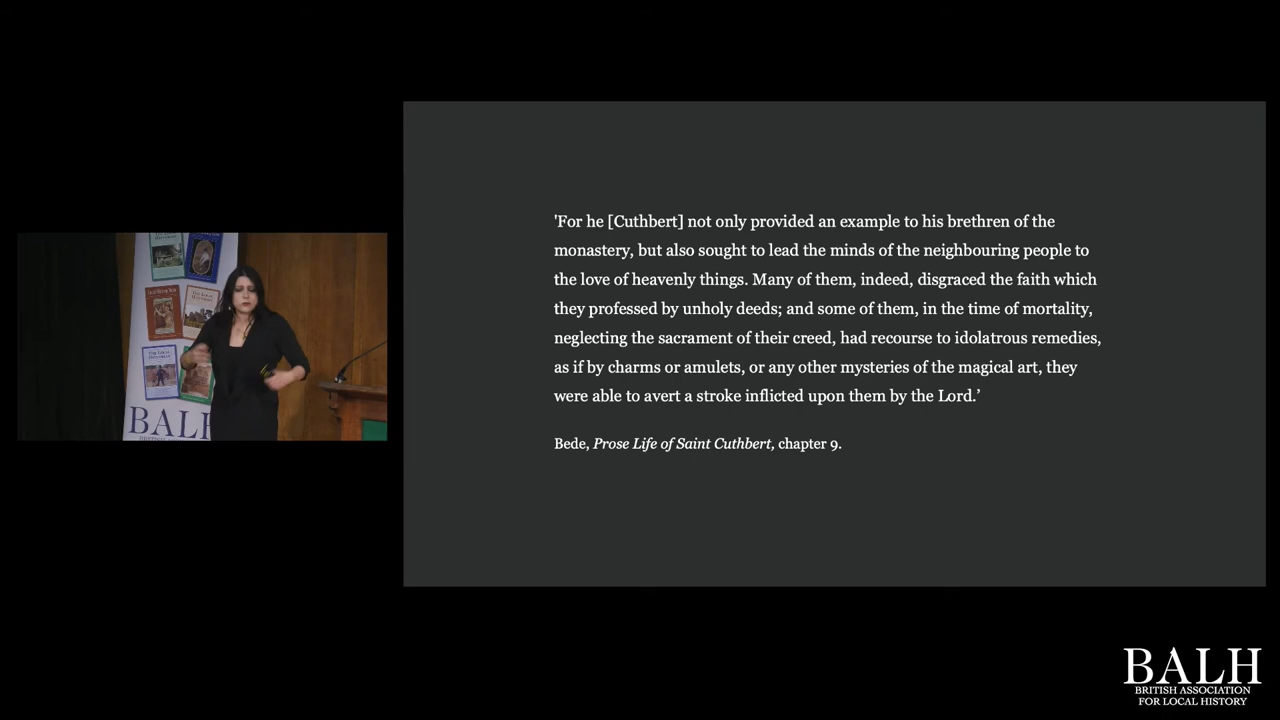 'For he [Cuthbert] not only provided an example to his brethren of the
monastery, but also sought to lead the minds of the neighbouring people to
the love of heavenly things. Many of them, indeed, disgraced the faith which
they professed by unholy deeds; and some of them, in the time of mortality,
neglecting the sacrament of their creed, had recourse to idolatrous remedies,
as if by charms or amulets, or any other mysteries of the magical art, they
were able to avert a stroke inflicted upon them by the Lord.’
Bede, Prose Life of Saint Cuthbert, chapter 9.
BALH
BALH
BRITISH ASSOCIATION
FOR LOCAL HISTORY